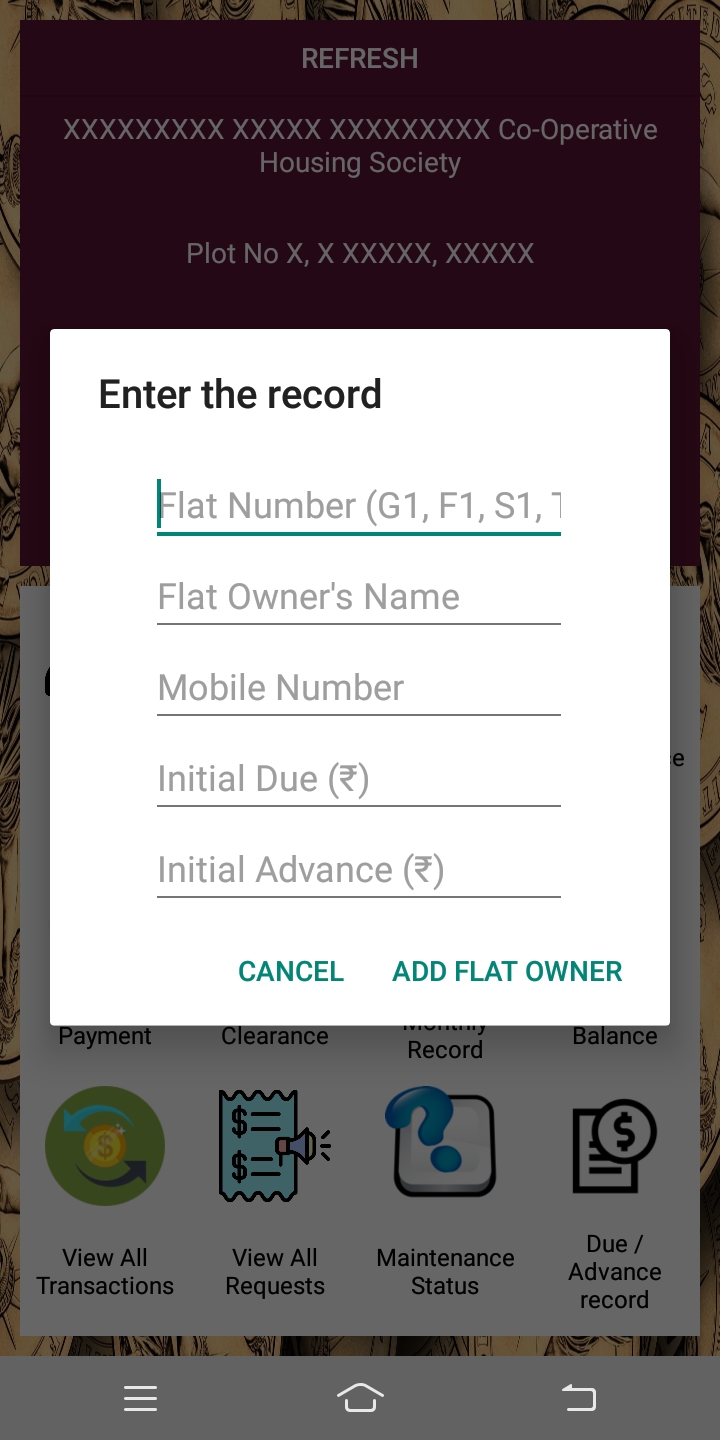 REFRESH
XXXXXXXXX XXXXX XXXXXXXXX Co-Operative
Housing Society
Plot No X, X XXXXX, XXXXX
Enter the record
Flat Number (G1, F1, S1,
Flat Owner's Name
Mobile Number
Initial Due (₹)
Initial Advance (₹)
CANCEL ADD FLAT OWNER
Payment
Clearance
Monthly
Record
Balance
View All
Transactions
View All
Requests
Maintenance
Status
Due /
Advance
record